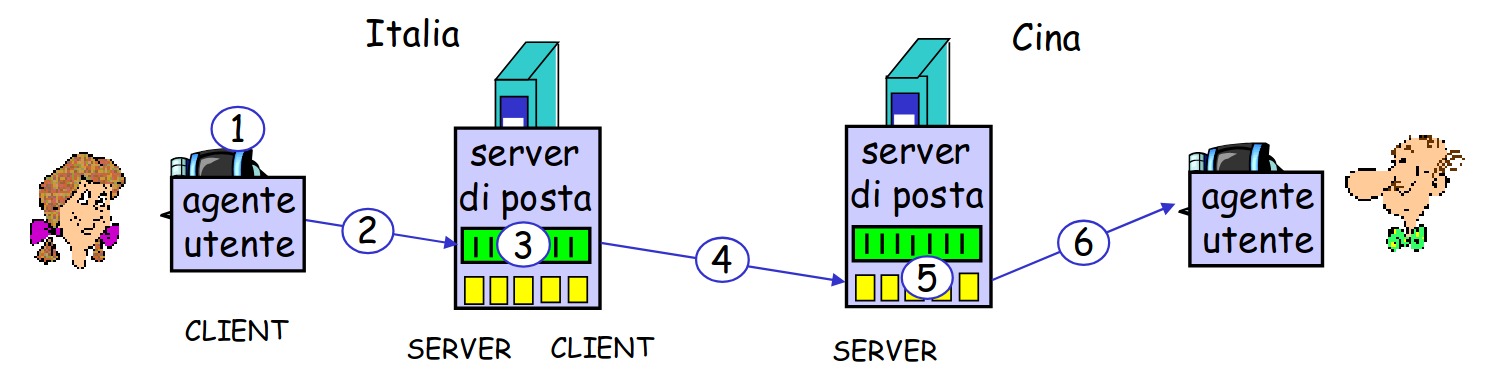 Italia
Cina
1
agente
utente
2
server
di posta
3
4
server
di posta
5
6
agente
utente
CLIENT
SERVER
CLIENT
SERVER